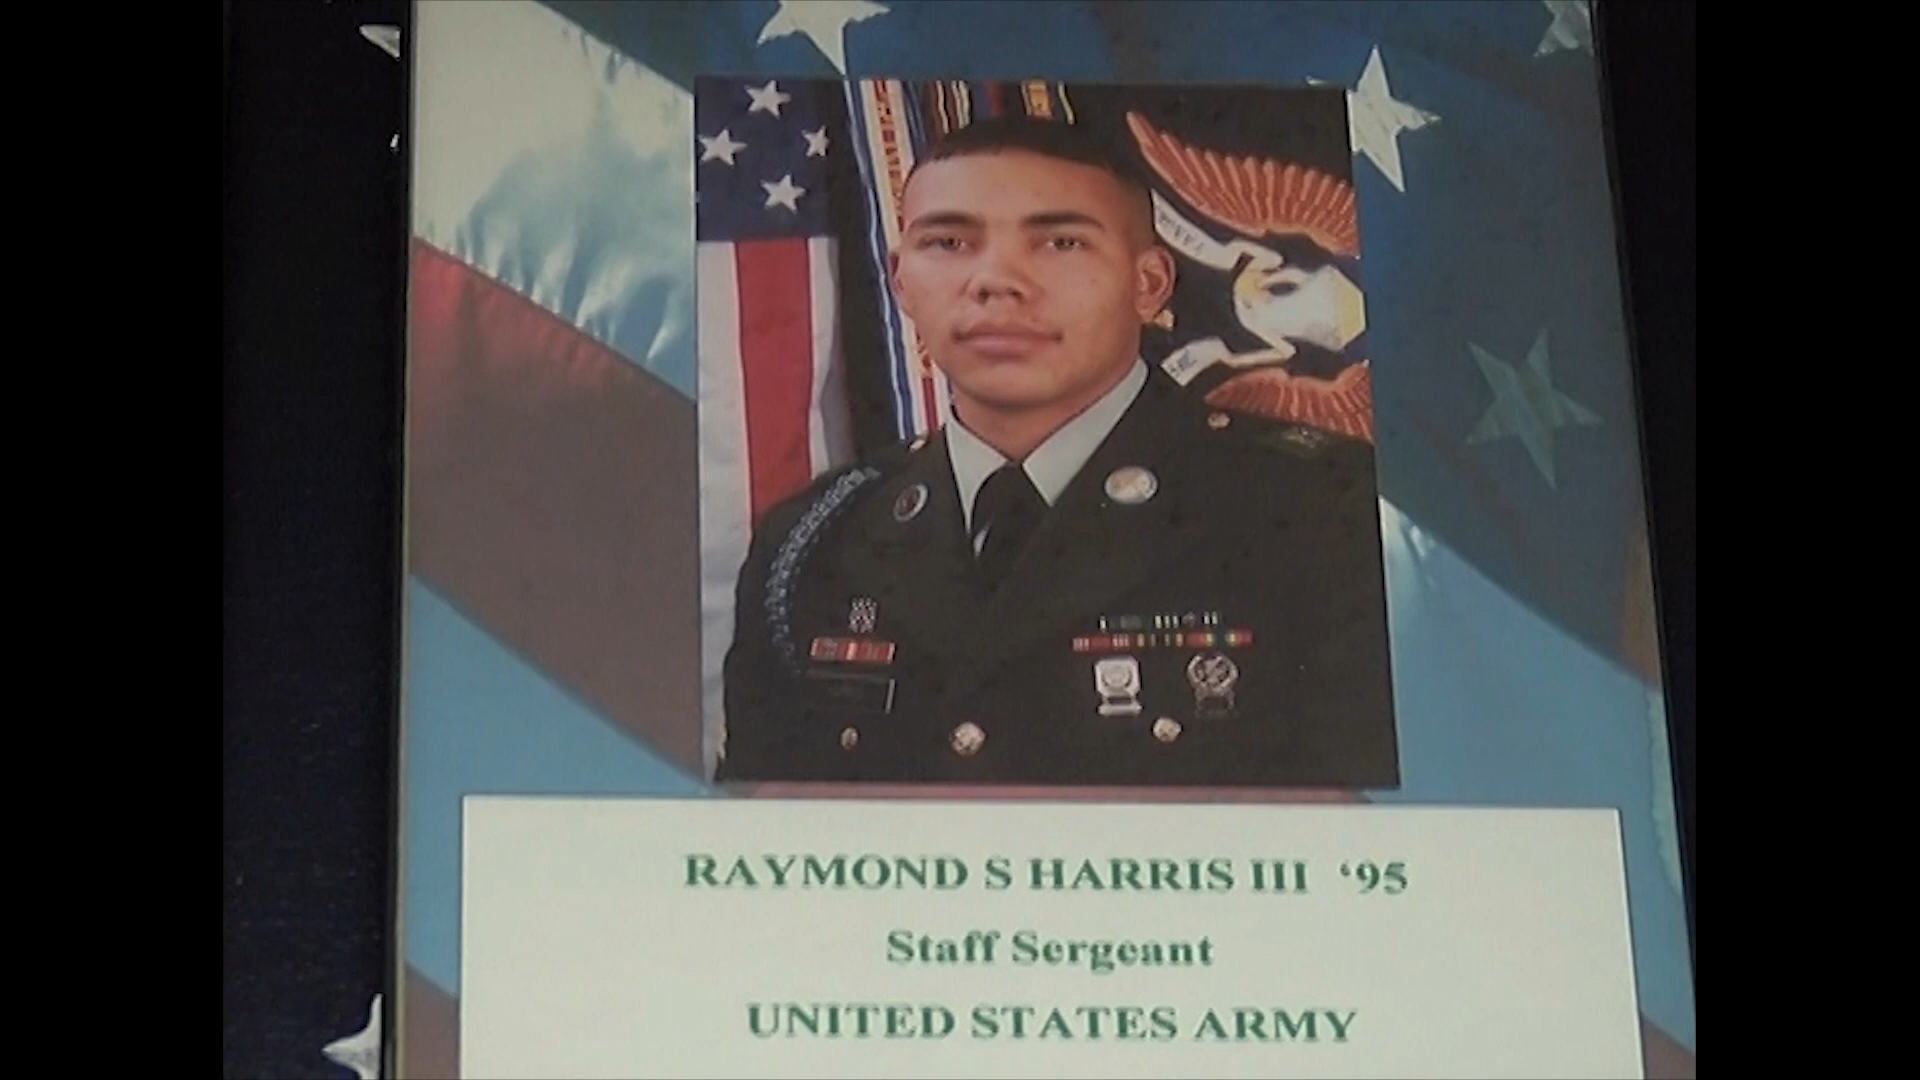 RAYMOND S HARRIS III ‘95
Staff Sergeant
UNITED STATES ARMY